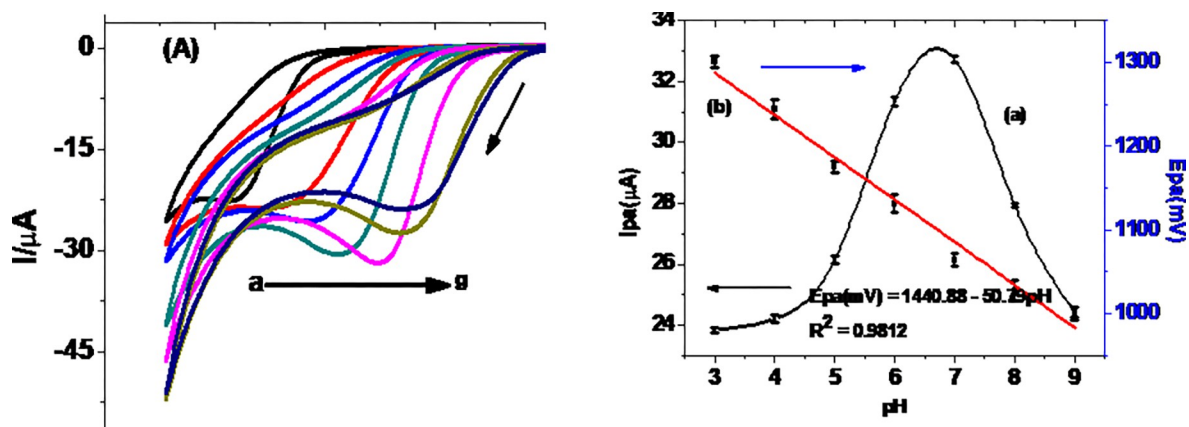 (A)
0
-15
-30
-45
I/µA
a
g
34
32
30
28
26
24
Ipa(µA)
1300
1200
1100
1000
Epa(mV)
(b)
(a)
Epa(mV) = 1440.88 - 50.79pH
R² = 0.9812
3 4 5 6 7 8 9
pH